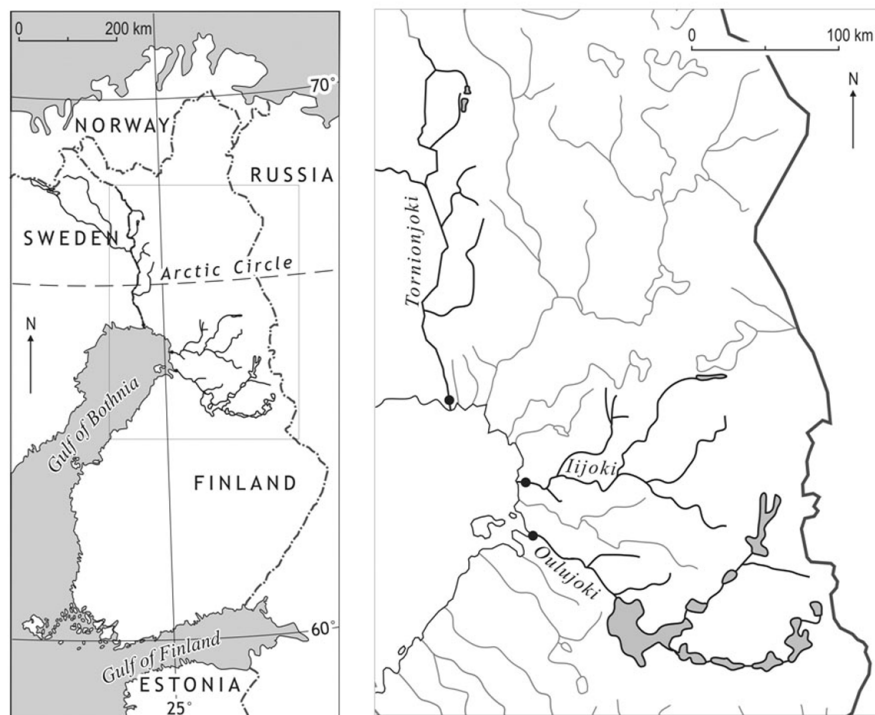 0 200 km
70°
NORWAY
RUSSIA
SWEDEN
Arctic Circle
N
Gulf of Bothnia
FINLAND
60°
Gulf of Finland
ESTONIA
25°
0 100 km
N
Tornionjoki
Iijoki
Oulujoki